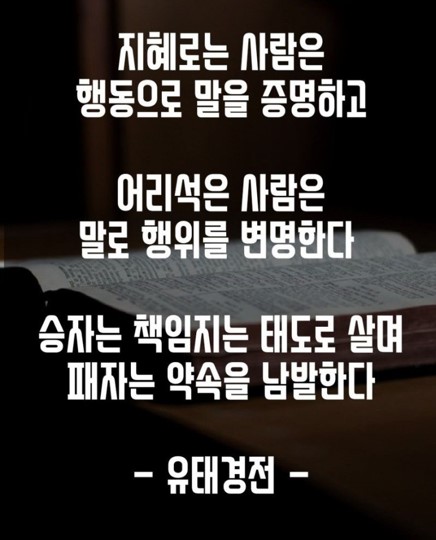 지혜로는 사람은
행동으로 말을 증명하고
어리석은 사람은
말로 행위를 변명한다
승자는 책임지는 태도로 살며
패자는 약속을 남발한다
- 유태경전 -